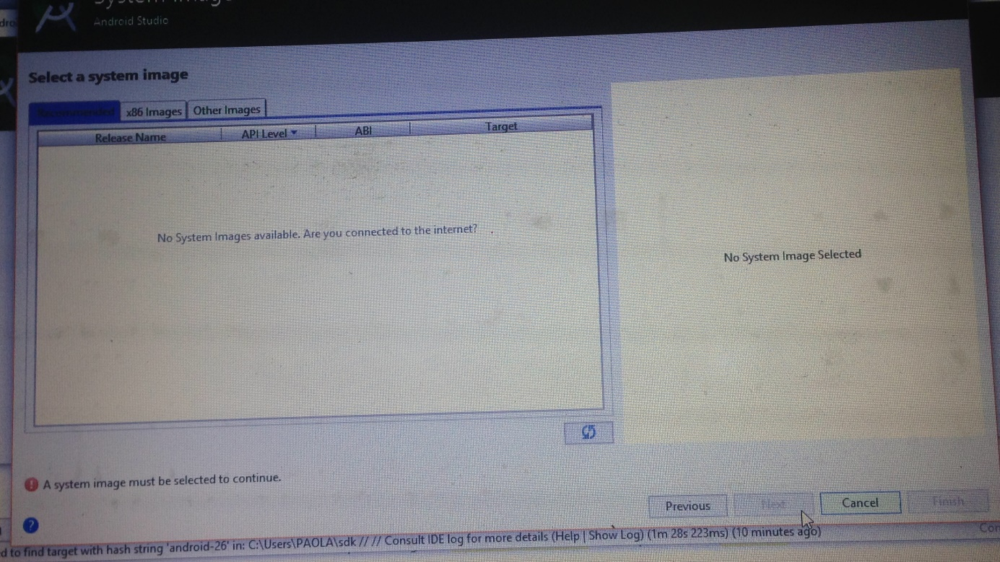 Android Studio
Select a system image
Recommended
x86 Images
Other Images
Release Name
API Level
ABI
Target
No System Images available. Are you connected to the internet?
No System Image Selected
A system image must be selected to continue.
Previous
Next
Cancel
Finish
?
d to find target with hash string 'android-26' in: C:\Users\PAOLA\sdk // // Consult IDE log for more details (Help | Show Log) (1m 28s 223ms) (10 minutes ago)